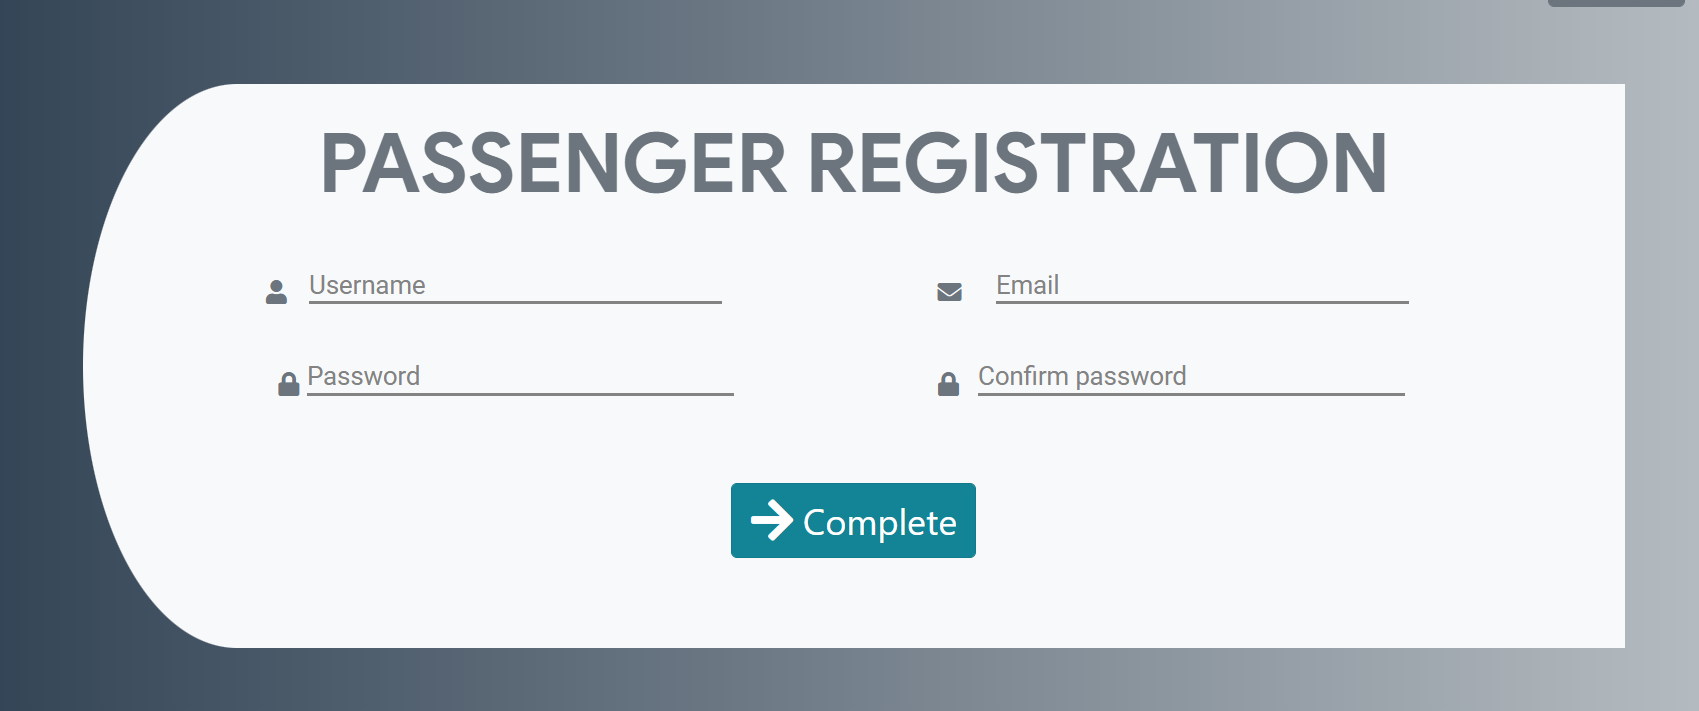 PASSENGER REGISTRATION
Username
Email
Password
Confirm password
Complete